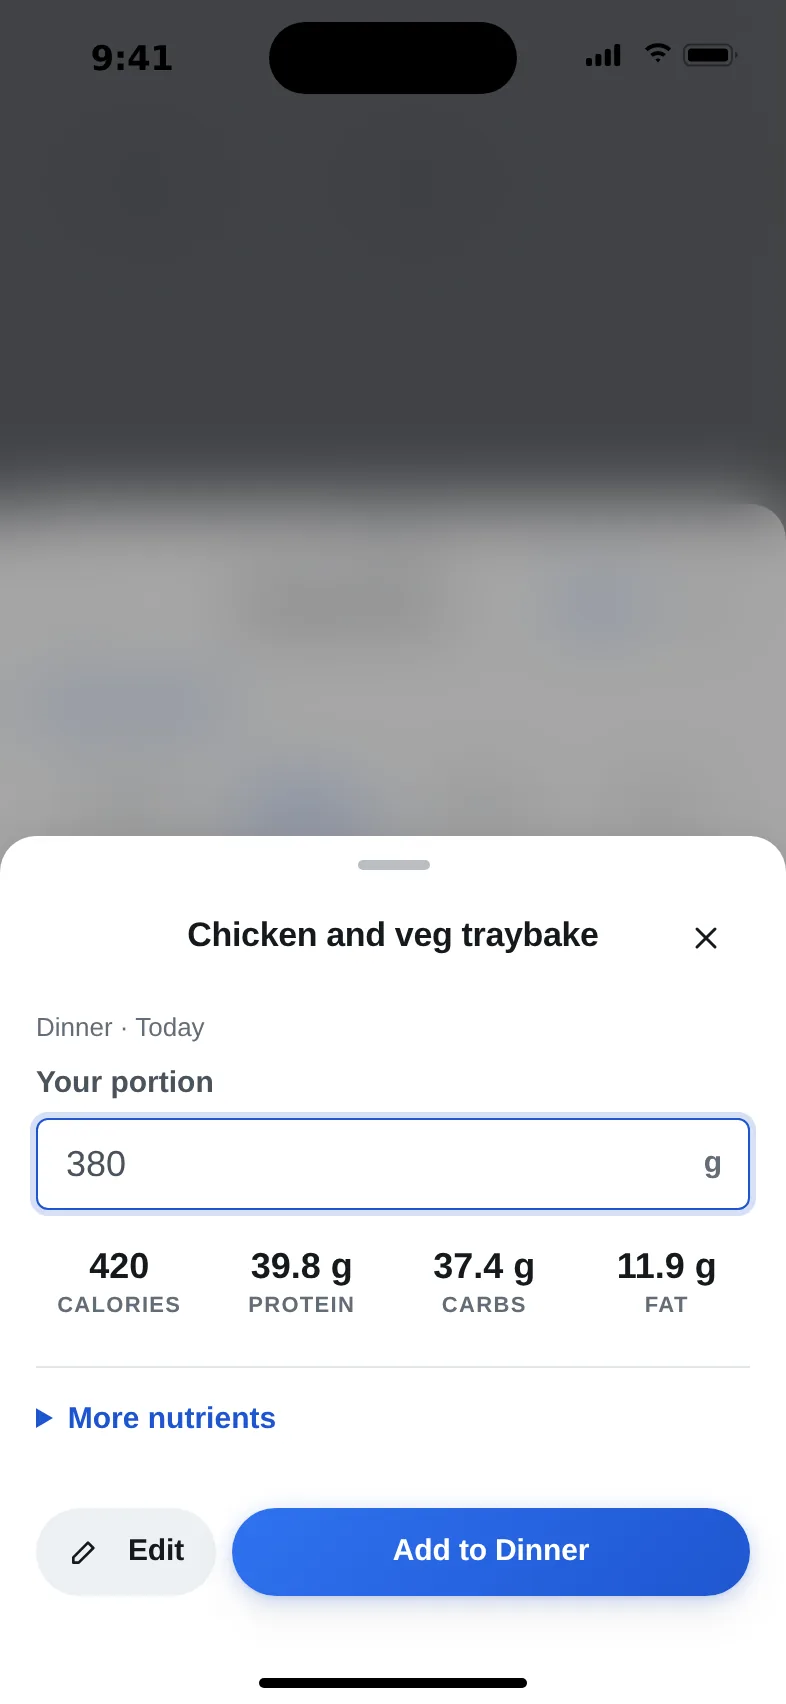 9:41
Chicken and veg traybake
Dinner · Today
Your portion
380 g
420 39.8 g 37.4 g 11.9 g
CALORIES PROTEIN CARBS FAT
More nutrients
Edit Add to Dinner